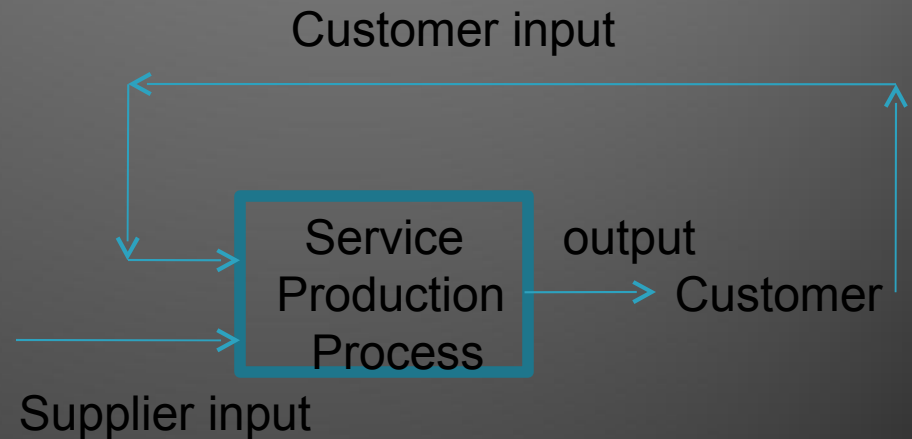 Customer input
Service
Production
Process
output
Customer
Supplier input